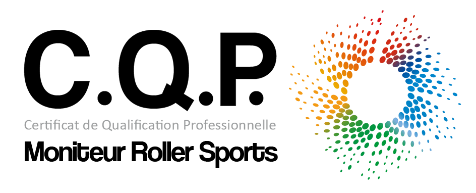 C.Q.P.
Certificat de Qualification Professionnelle
Moniteur Roller Sports